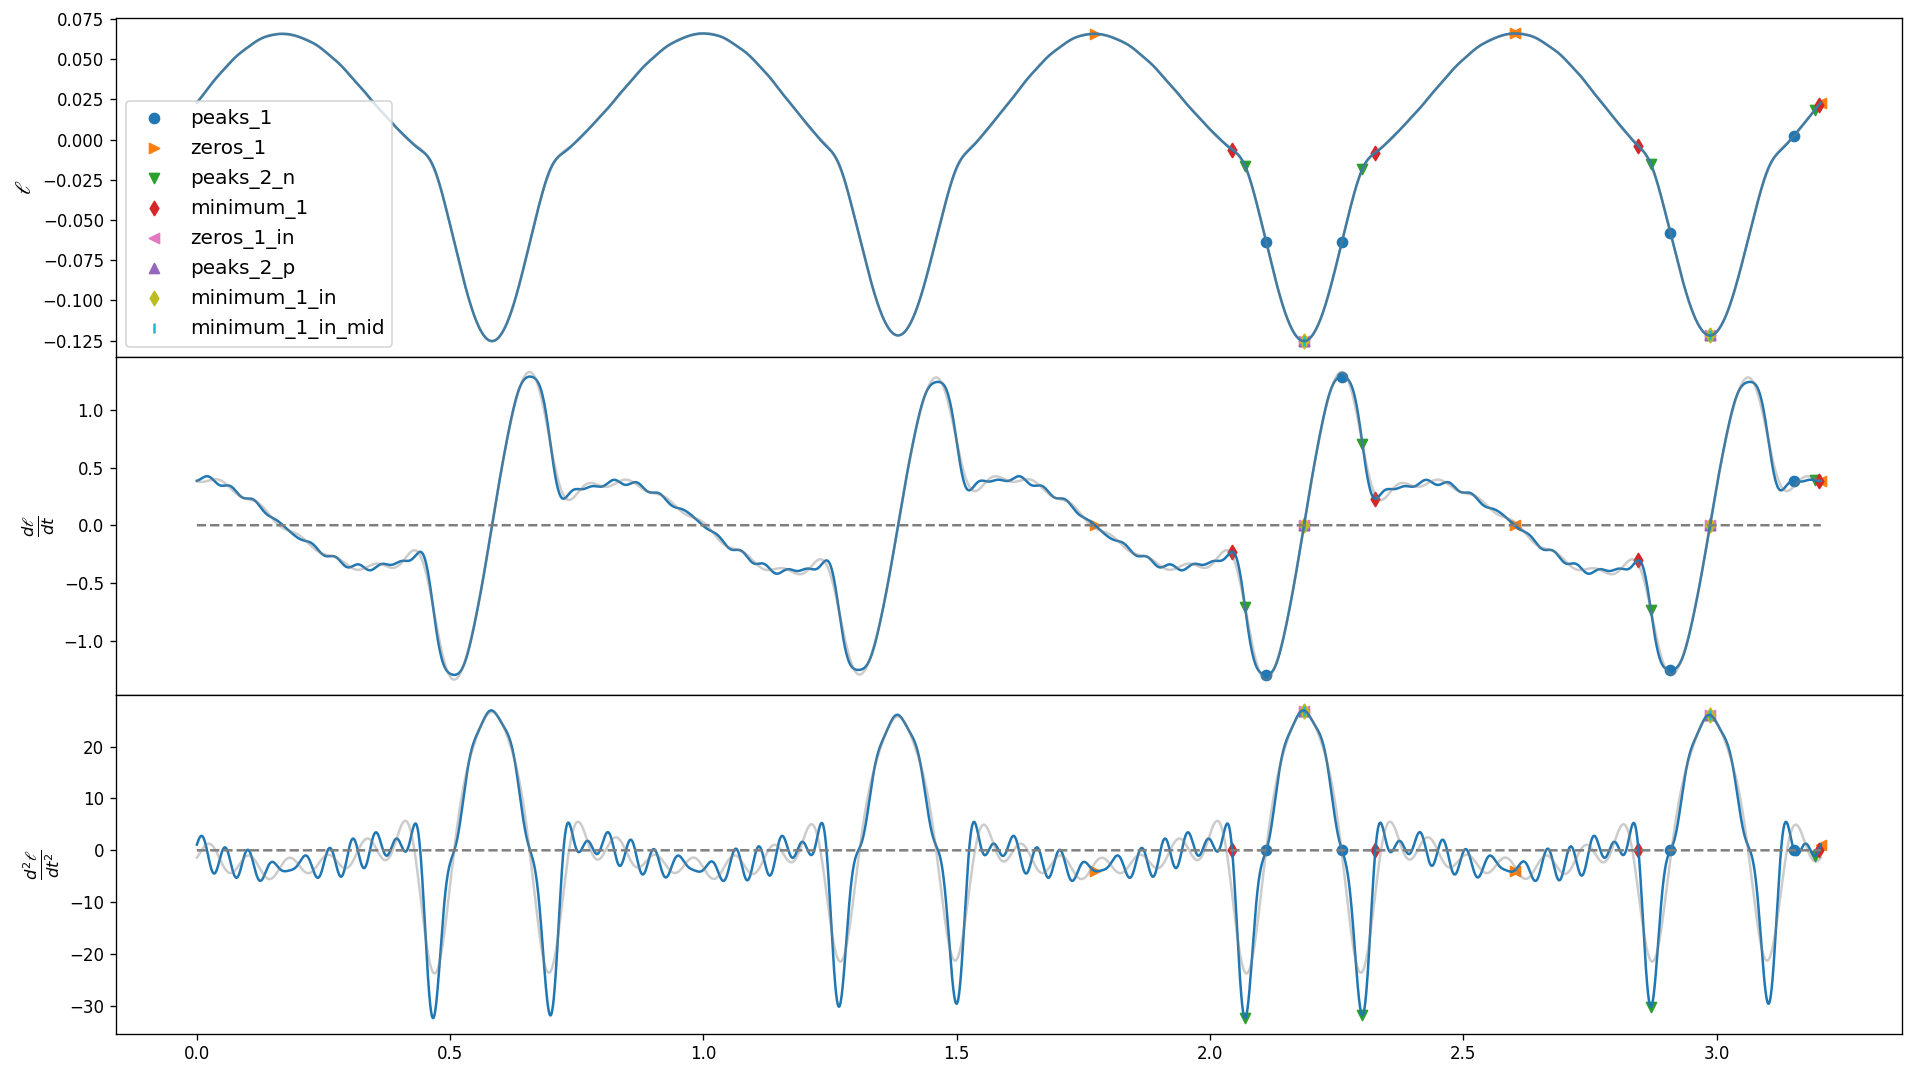 0.075
0.050
0.025
0.000
−0.025
−0.050
−0.075
−0.100
−0.125
ℓ
peaks_1
zeros_1
peaks_2_n
minimum_1
zeros_1_in
peaks_2_p
minimum_1_in
minimum_1_in_mid
1.0
0.5
0.0
−0.5
−1.0
dℓ
dt
20
10
0
−10
−20
−30
d²ℓ
dt²
0.0 0.5 1.0 1.5 2.0 2.5 3.0